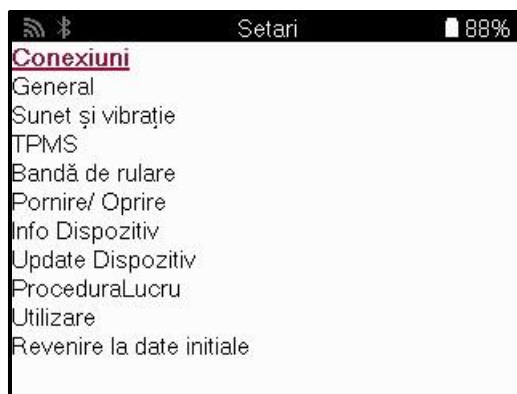 Setari 88%
Conexiuni
General
Sunet și vibrație
TPMS
Bandă de rulare
Pornire/ Oprire
Info Dispozitiv
Update Dispozitiv
ProceduraLucru
Utilizare
Revenire la date initiale